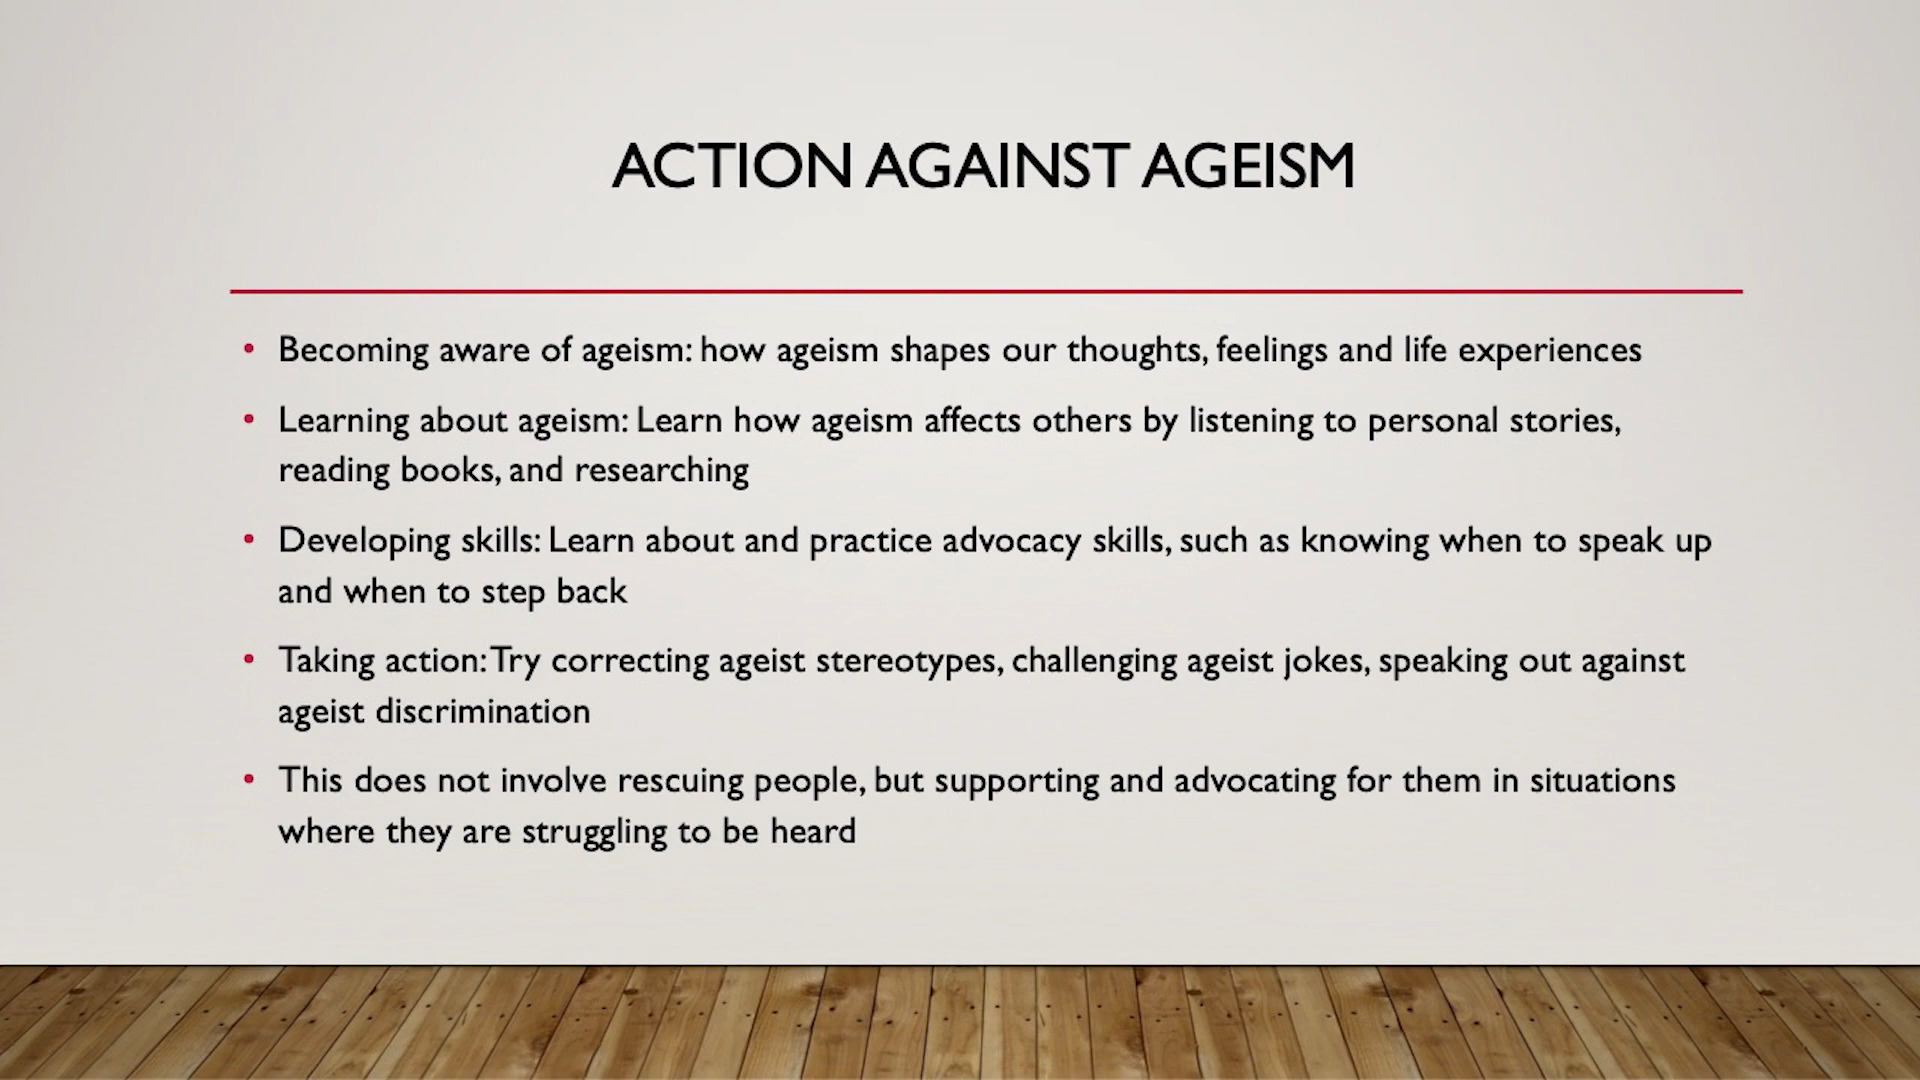 ACTION AGAINST AGEISM
• Becoming aware of ageism: how ageism shapes our thoughts, feelings and life experiences
• Learning about ageism: Learn how ageism affects others by listening to personal stories,
reading books, and researching
• Developing skills: Learn about and practice advocacy skills, such as knowing when to speak up
and when to step back
• Taking action: Try correcting ageist stereotypes, challenging ageist jokes, speaking out against
ageist discrimination
• This does not involve rescuing people, but supporting and advocating for them in situations
where they are struggling to be heard